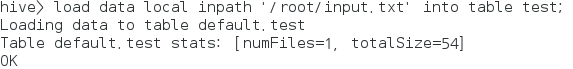 hive> load data local inpath '/root/input.txt' into table test;
Loading data to table default.test
Table default.test stats: [numFiles=1, totalSize=54]
OK